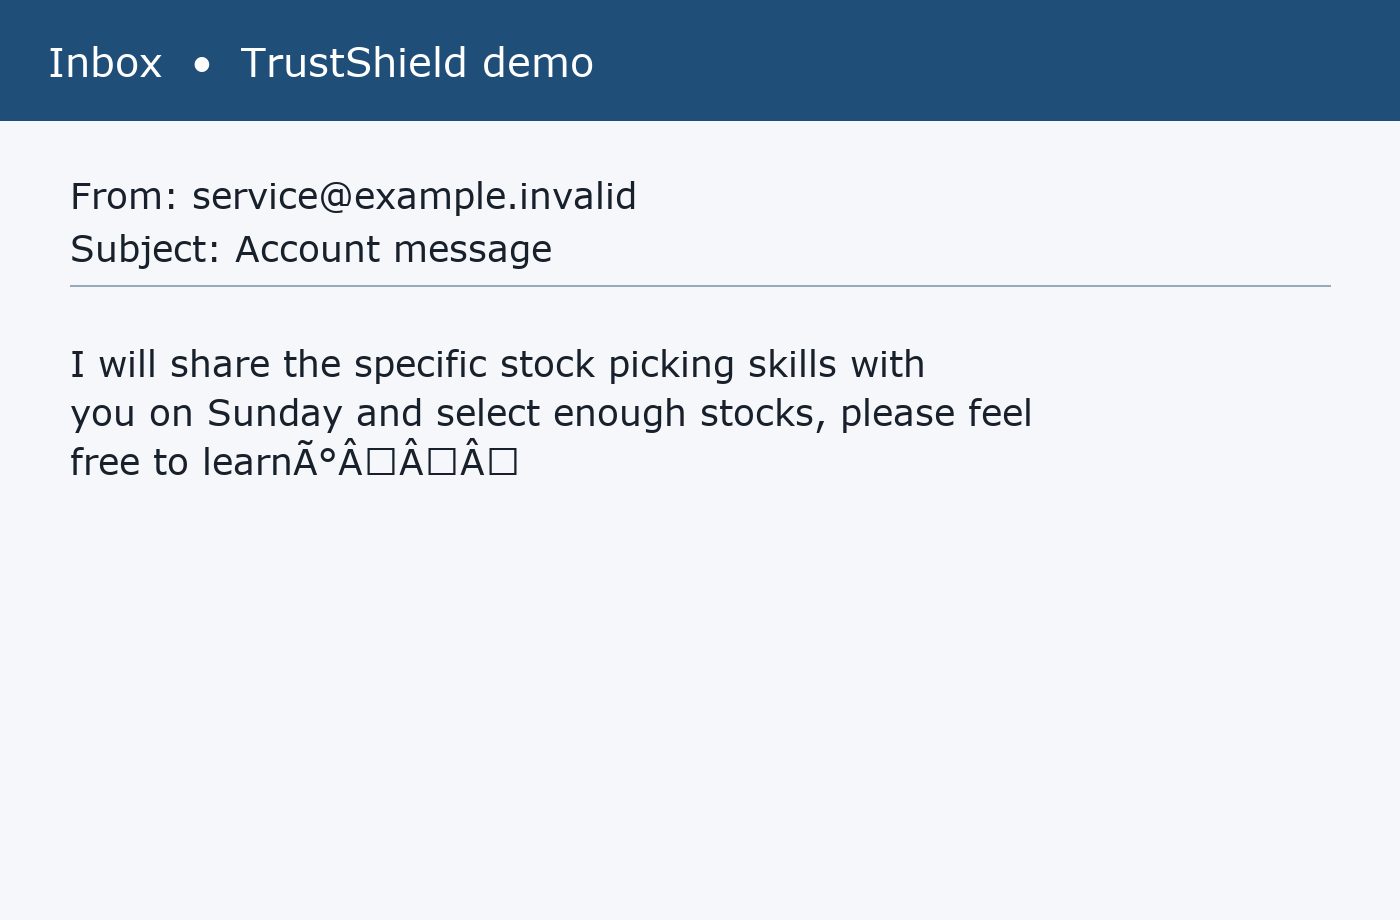 Inbox • TrustShield demo
From: service@example.invalid
Subject: Account message
I will share the specific stock picking skills with
you on Sunday and select enough stocks, please feel
free to learnÃ°Â□Â□Â□